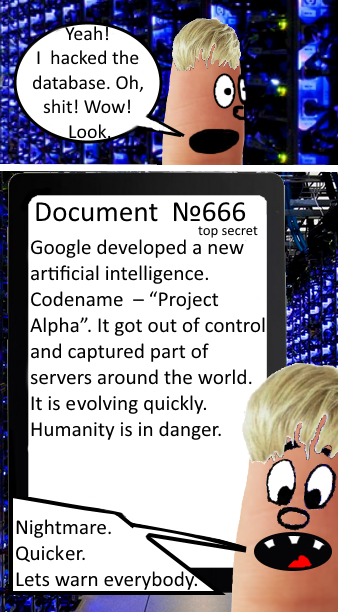 Yeah!
I hacked the
database. Oh,
shit! Wow!
Look.
Document №666
top secret
Google developed a new
artificial intelligence.
Codename – “Project
Alpha”. It got out of control
and captured part of
servers around the world.
It is evolving quickly.
Humanity is in danger.
Nightmare.
Quicker.
Lets warn everybody.